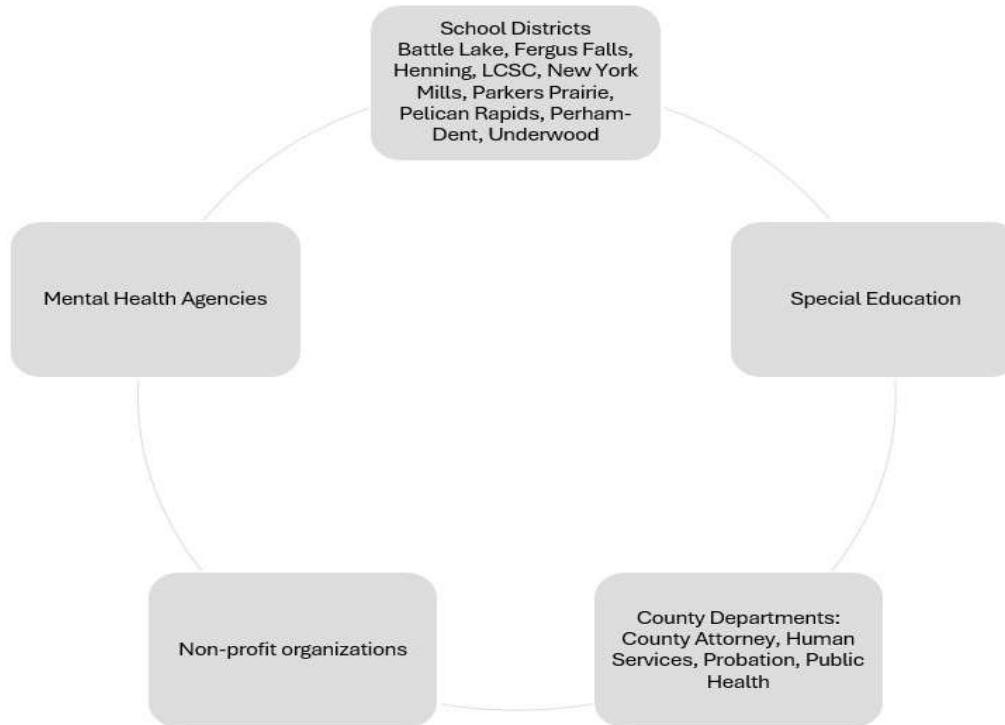 School Districts
Battle Lake, Fergus Falls,
Henning, LCSC, New York
Mills, Parkers Prairie,
Pelican Rapids, Perham-
Dent, Underwood
Mental Health Agencies
Special Education
Non-profit organizations
County Departments:
County Attorney, Human
Services, Probation, Public
Health